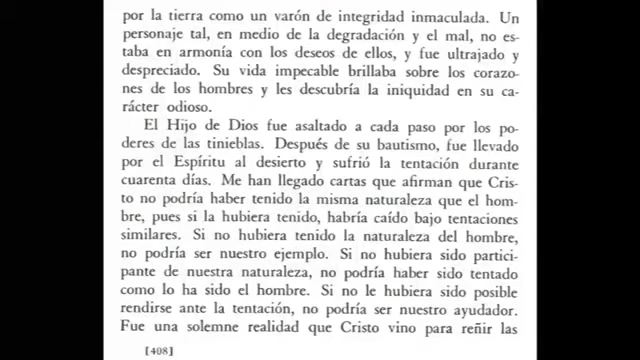 por la tierra como un varón de integridad inmaculada. Un
personaje tal, en medio de la degradación y el mal, no es-
taba en armonía con los deseos de ellos, y fue ultrajado y
despreciado. Su vida impecable brillaba sobre los corazo-
nes de los hombres y les descubría la iniquidad en su ca-
rácter odioso.
El Hijo de Dios fue asaltado a cada paso por los po-
deres de las tinieblas. Después de su bautismo, fue llevado
por el Espíritu al desierto y sufrió la tentación durante
cuarenta días. Me han llegado cartas que afirman que Cris-
to no podría haber tenido la misma naturaleza que el hom-
bre, pues si la hubiera tenido, habría caído bajo tentaciones
similares. Si no hubiera tenido la naturaleza del hombre,
no podría ser nuestro ejemplo. Si no hubiera sido partici-
pante de nuestra naturaleza, no podría haber sido tentado
como lo ha sido el hombre. Si no le hubiera sido posible
rendirse ante la tentación, no podría ser nuestro ayudador.
Fue una solemne realidad que Cristo vino para reñir las
[408]